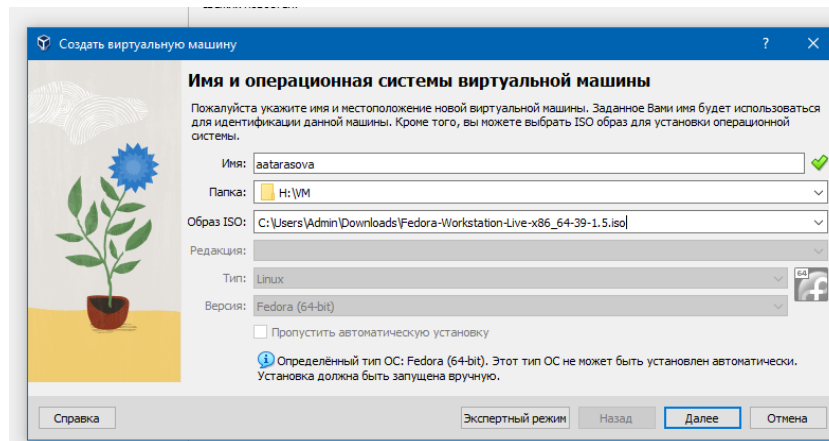 Создать виртуальную машину
Имя и операционная системы виртуальной машины
Пожалуйста укажите имя и местоположение новой виртуальной машины. Заданное Вами имя будет использоваться
для идентификации данной машины. Кроме того, вы можете выбрать ISO образ для установки операционной
системы.
Имя: aatarasova
Папка: H:\VM
Образ ISO: C:\Users\Admin\Downloads\Fedora-Workstation-Live-x86_64-39-1.5.iso
Редакция:
Тип: Linux
64
Версия: Fedora (64-bit)
Пропустить автоматическую установку
Определённый тип ОС: Fedora (64-bit). Этот тип ОС не может быть установлен автоматически.
Установка должна быть запущена вручную.
Справка Экспертный режим Назад Далее Отмена